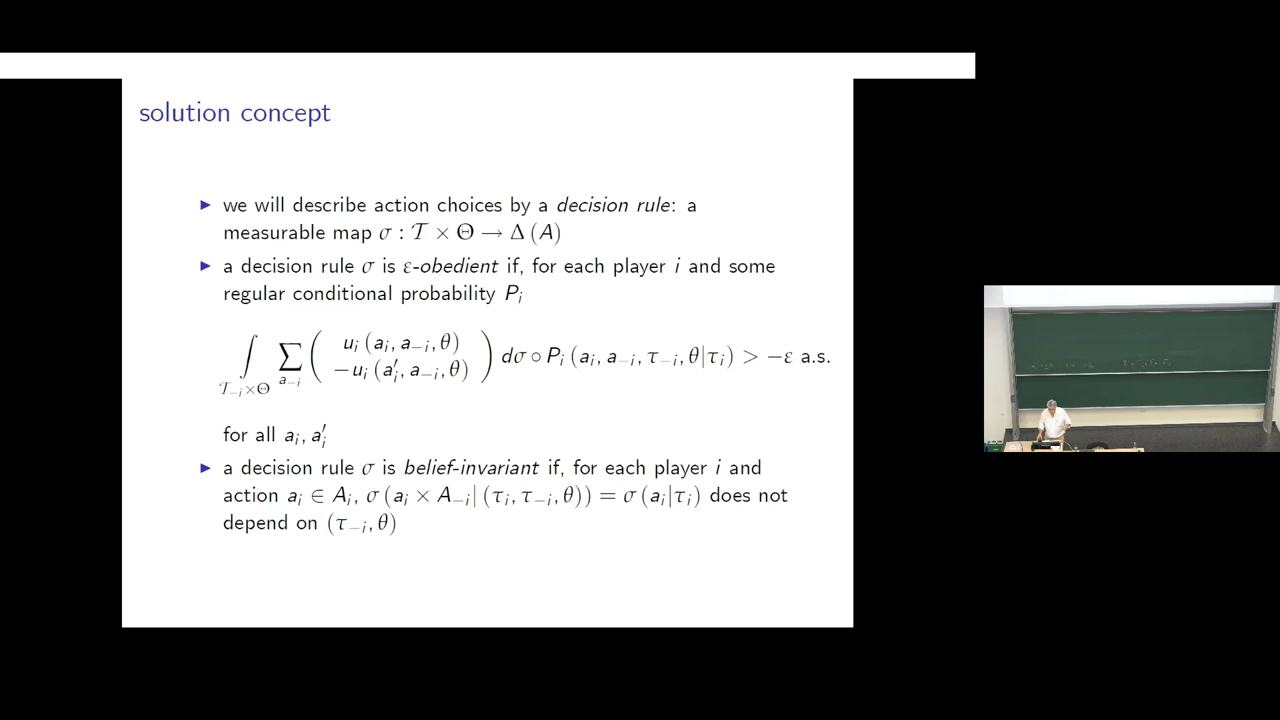 solution concept
▶ we will describe action choices by a decision rule: a
measurable map σ : 𝒯 × Θ → Δ (A)
▶ a decision rule σ is ε-obedient if, for each player i and some
regular conditional probability P_i
∫_{𝒯_{-i}×Θ} ∑_{a_{-i}} ( u_i (a_i, a_{-i}, θ) −u_i (a′_i, a_{-i}, θ) ) dσ ∘ P_i (a_i, a_{-i}, τ_{-i}, θ|τ_i) > −ε a.s.
for all a_i, a′_i
▶ a decision rule σ is belief-invariant if, for each player i and
action a_i ∈ A_i, σ (a_i × A_{-i}| (τ_i, τ_{-i}, θ)) = σ (a_i|τ_i) does not
depend on (τ_{-i}, θ)